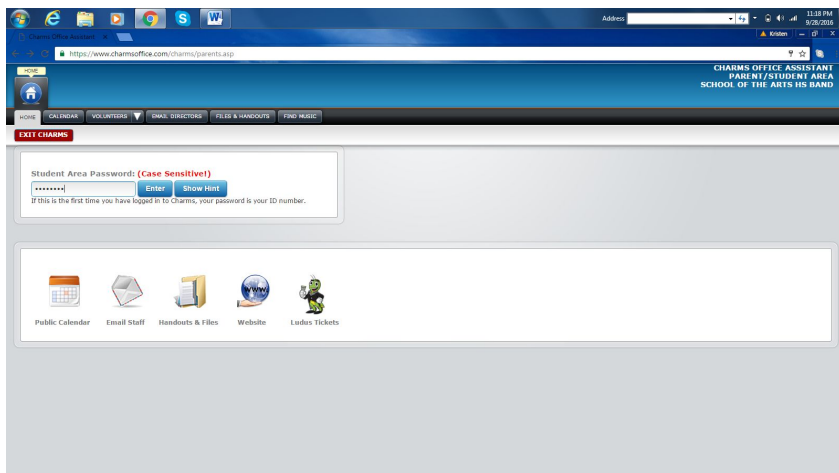 Address
11:18 PM
9/28/2016
Charms Office Assistant
Kristen
https://www.charmsoffice.com/charms/parents.asp
HOME
CHARMS OFFICE ASSISTANT
PARENT/STUDENT AREA
SCHOOL OF THE ARTS HS BAND
HOME CALENDAR VOLUNTEERS EMAIL DIRECTORS FILES & HANDOUTS FIND MUSIC
EXIT CHARMS
Student Area Password: (Case Sensitive!)
•••••••• Enter Show Hint
If this is the first time you have logged in to Charms, your password is your ID number.
www
Public Calendar Email Staff Handouts & Files Website Ludus Tickets